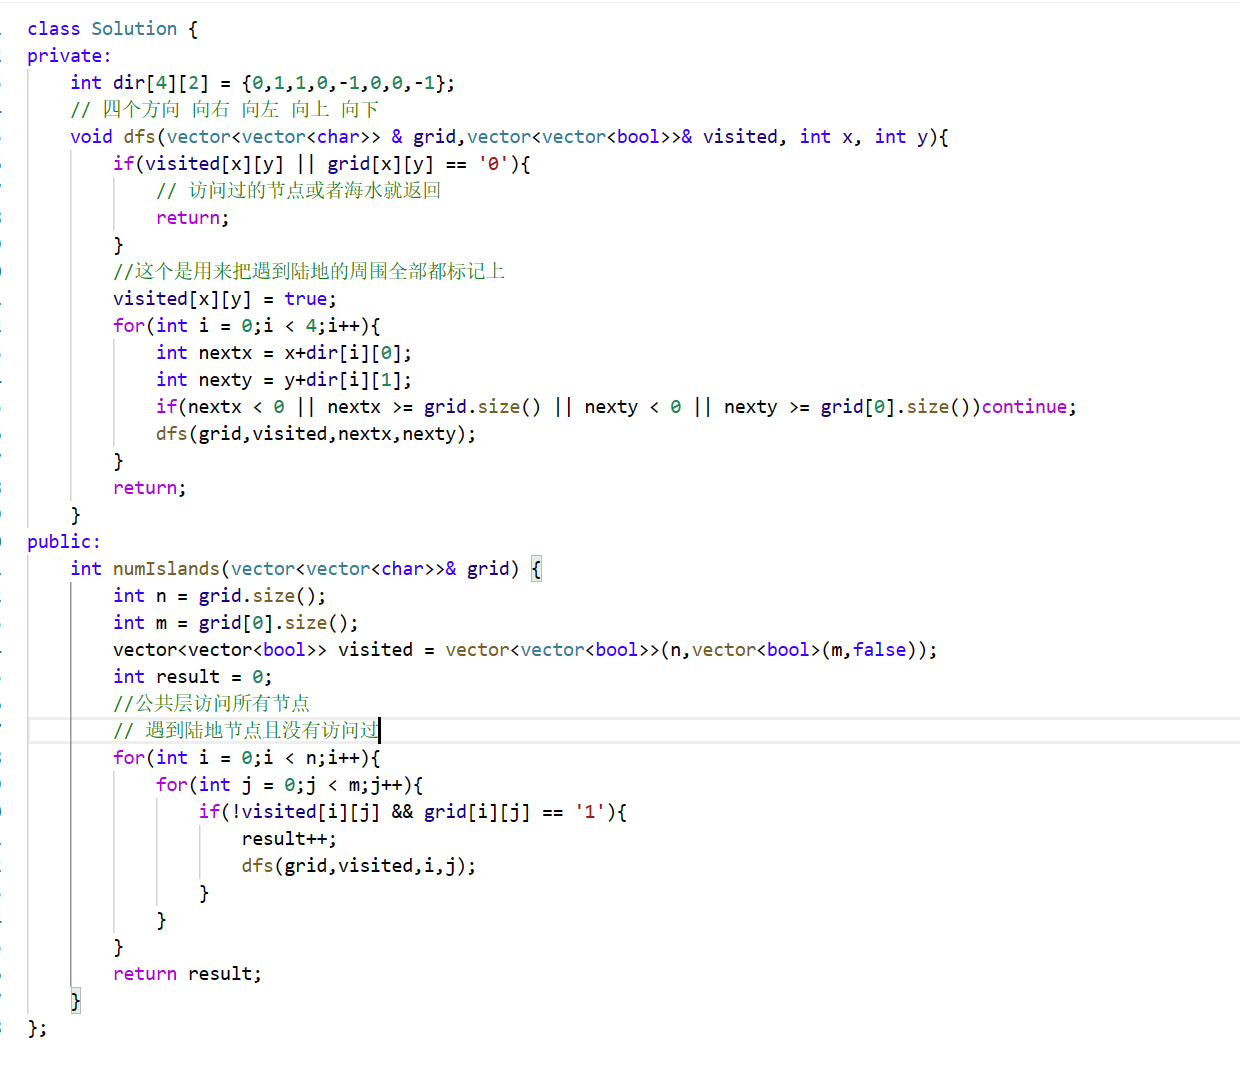 class Solution {
private:
    int dir[4][2] = {0,1,1,0,-1,0,0,-1};
    // 四个方向 向右 向左 向上 向下
    void dfs(vector<vector<char>> & grid,vector<vector<bool>>& visited, int x, int y){
        if(visited[x][y] || grid[x][y] == '0'){
            // 访问过的节点或者海水就返回
            return;
        }
        //这个是用来把遇到陆地的周围全部都标记上
        visited[x][y] = true;
        for(int i = 0;i < 4;i++){
            int nextx = x+dir[i][0];
            int nexty = y+dir[i][1];
            if(nextx < 0 || nextx >= grid.size() || nexty < 0 || nexty >= grid[0].size())continue;
            dfs(grid,visited,nextx,nexty);
        }
        return;
    }
public:
    int numIslands(vector<vector<char>>& grid) {
        int n = grid.size();
        int m = grid[0].size();
        vector<vector<bool>> visited = vector<vector<bool>>(n,vector<bool>(m,false));
        int result = 0;
        //公共层访问所有节点
        // 遇到陆地节点且没有访问过
        for(int i = 0;i < n;i++){
            for(int j = 0;j < m;j++){
                if(!visited[i][j] && grid[i][j] == '1'){
                    result++;
                    dfs(grid,visited,i,j);
                }
            }
        }
        return result;
    }
};